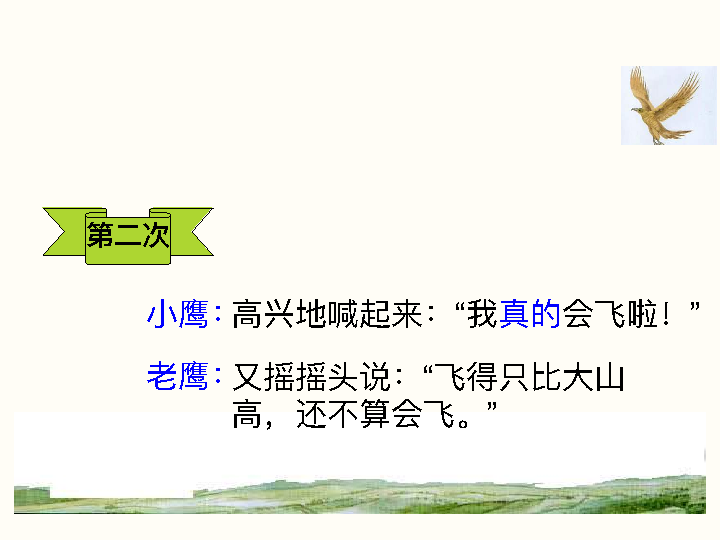 第二次
小鹰：高兴地喊起来：“我真的会飞啦！”
老鹰：又摇摇头说：“飞得只比大山
高，还不算会飞。”